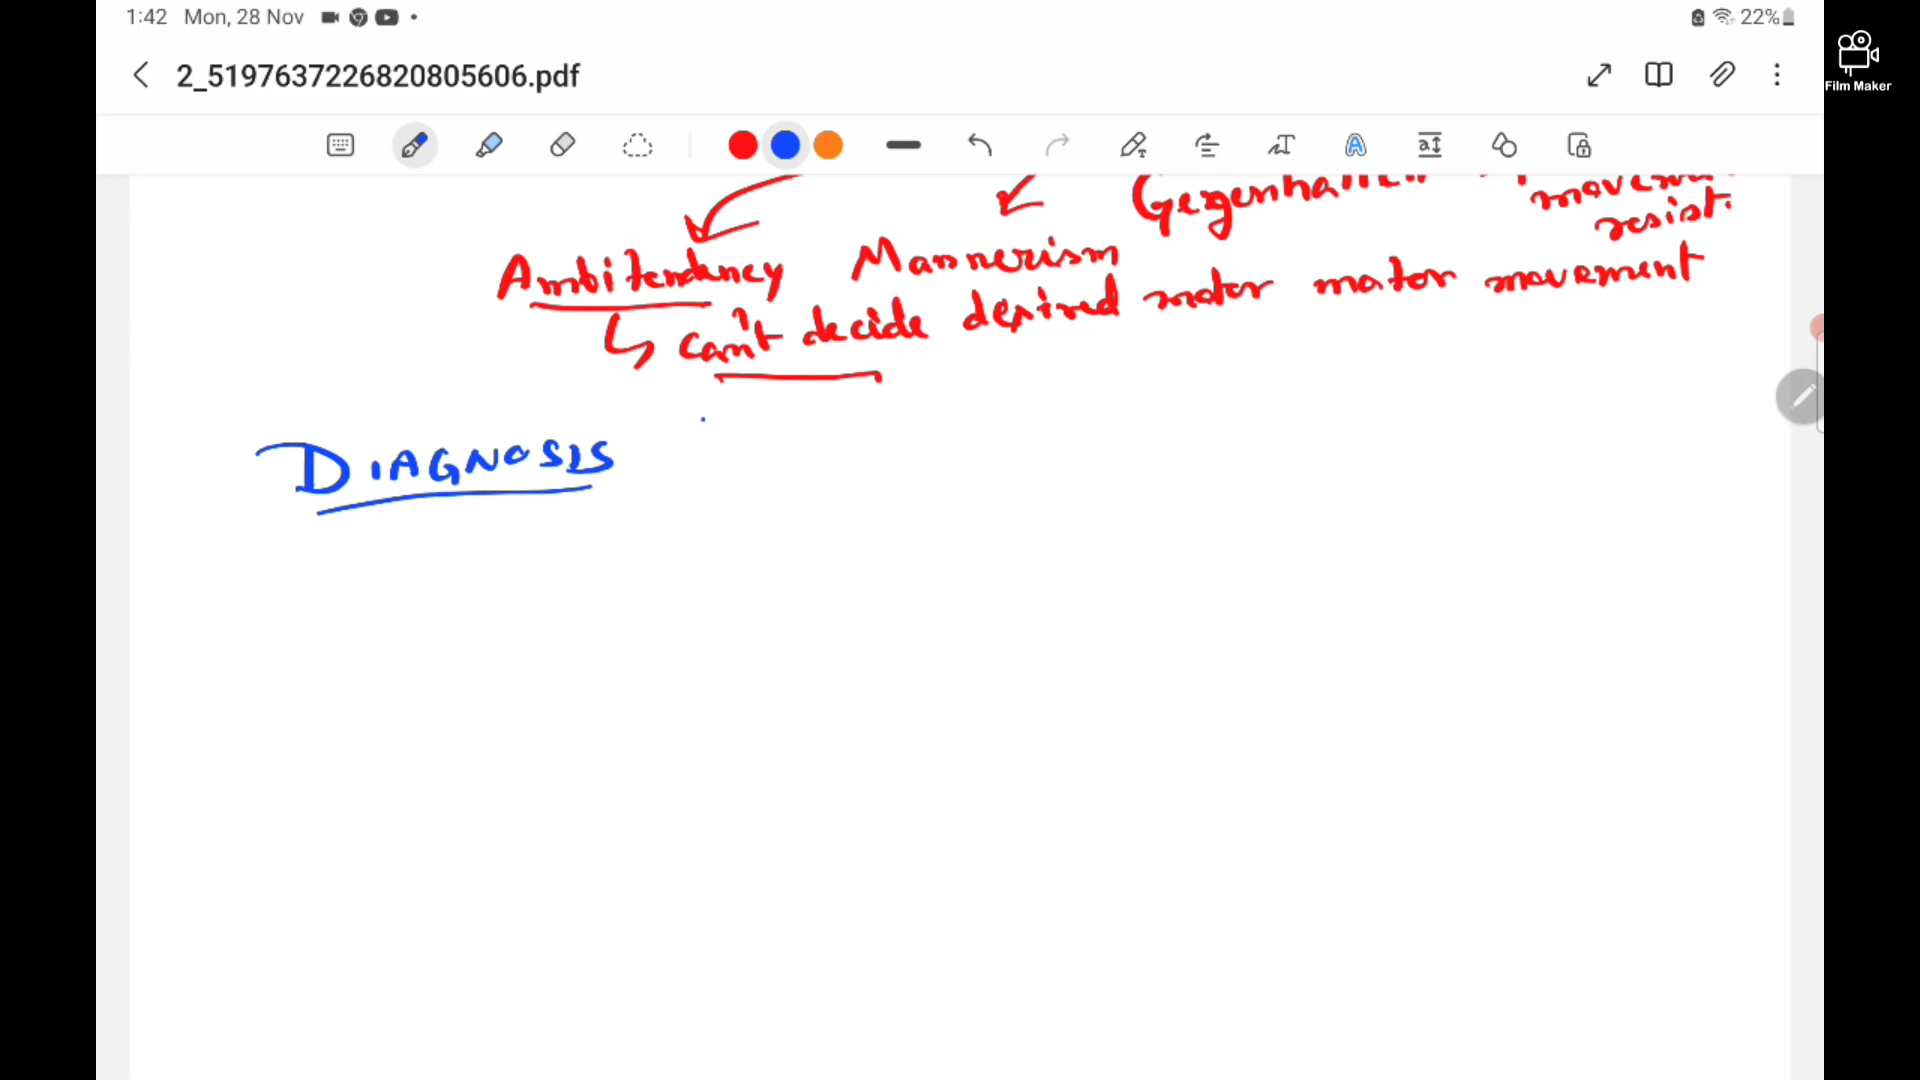 1:42 Mon, 28 Nov
22%
Film Maker
2_5197637226820805606.pdf
Gegenhalten
movement
resist.
Ambitendency Mannerism
can't decide desired motor motor movement
DIAGNOSIS